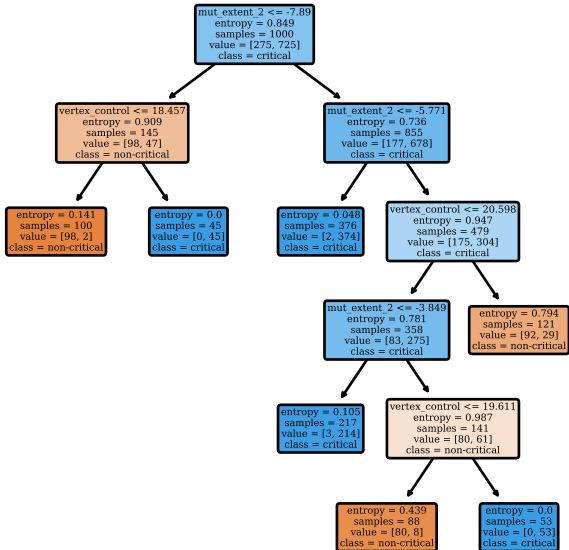 mut_extent_2 <= -7.89
entropy = 0.849
samples = 1000
value = [275, 725]
class = critical
vertex_control <= 18.457
entropy = 0.909
samples = 145
value = [98, 47]
class = non-critical
mut_extent_2 <= -5.771
entropy = 0.736
samples = 855
value = [177, 678]
class = critical
entropy = 0.141
samples = 100
value = [98, 2]
class = non-critical
entropy = 0.0
samples = 45
value = [0, 45]
class = critical
entropy = 0.048
samples = 376
value = [2, 374]
class = critical
vertex_control <= 20.598
entropy = 0.947
samples = 479
value = [175, 304]
class = critical
mut_extent_2 <= -3.849
entropy = 0.781
samples = 358
value = [83, 275]
class = critical
entropy = 0.794
samples = 121
value = [92, 29]
class = non-critical
entropy = 0.105
samples = 217
value = [3, 214]
class = critical
vertex_control <= 19.611
entropy = 0.987
samples = 141
value = [80, 61]
class = non-critical
entropy = 0.439
samples = 88
value = [80, 8]
class = non-critical
entropy = 0.0
samples = 53
value = [0, 53]
class = critical